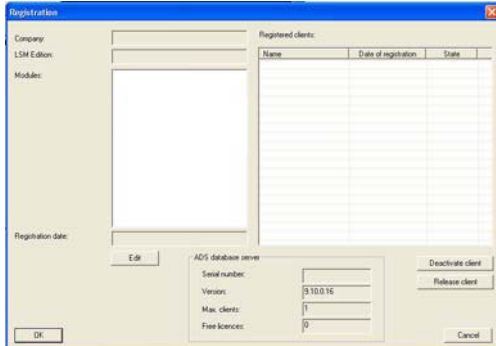 Registration
Company:
LSM Edition:
Modules:
Registration date:
Edit
OK
Registered clients:
Name Date of registration State
ADS database server
Serial number:
Version: 9.10.0.16
Max. clients: 1
Free licences: 0
Deactivate client
Release client
Cancel